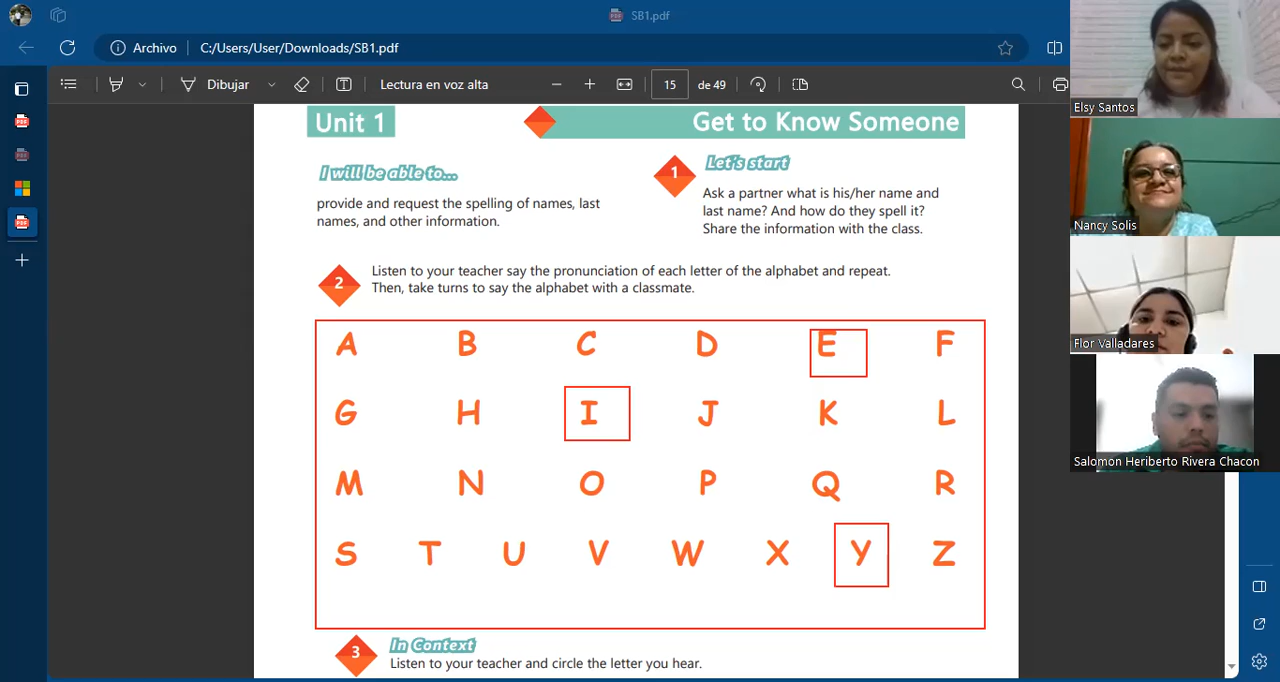 SB1.pdf
Archivo
C:/Users/User/Downloads/SB1.pdf
Dibujar
Lectura en voz alta
15
de 49
Unit 1
Get to Know Someone
I will be able to...
provide and request the spelling of names, last
names, and other information.
1
Let's start
Ask a partner what is his/her name and
last name? And how do they spell it?
Share the information with the class.
2
Listen to your teacher say the pronunciation of each letter of the alphabet and repeat.
Then, take turns to say the alphabet with a classmate.
A B C D E F
G H I J K L
M N O P Q R
S T U V W X Y Z
3
In Context
Listen to your teacher and circle the letter you hear.
Elsy Santos
Nancy Solis
Flor Valladares
Salomon Heriberto Rivera Chacon